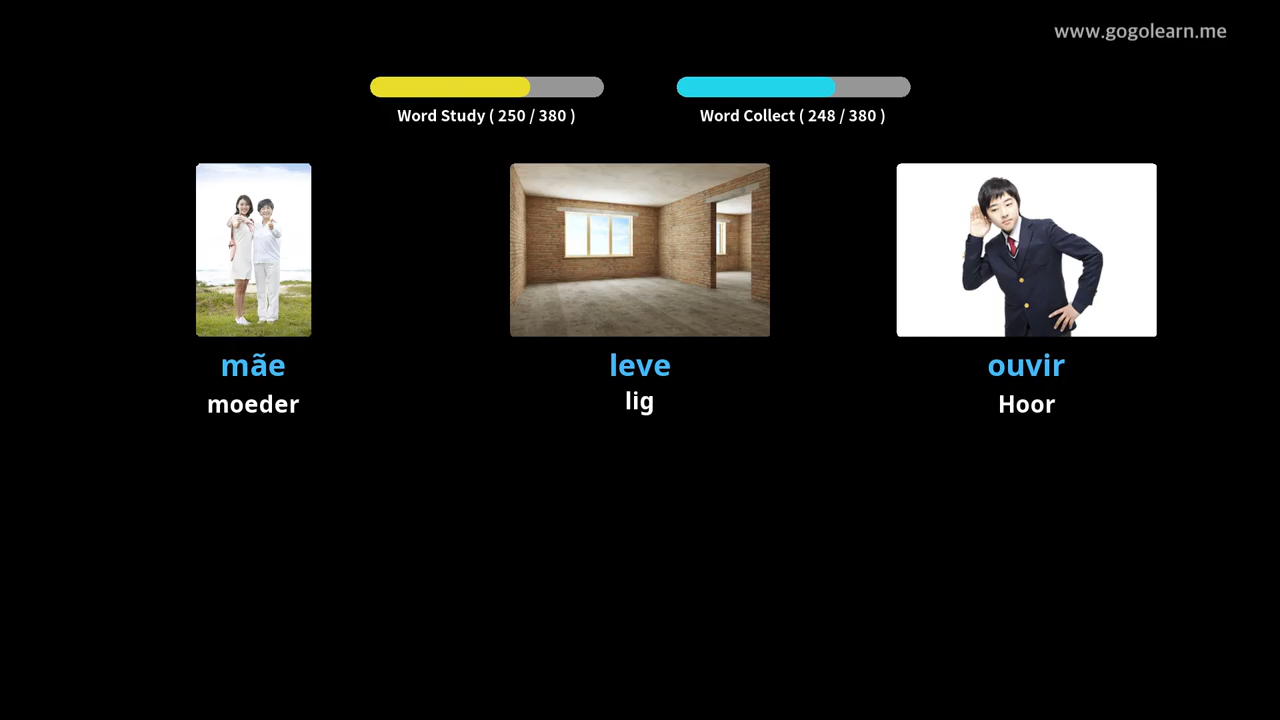 www.gogolearn.me
Word Study ( 250 / 380 )
Word Collect ( 248 / 380 )
mãe
moeder
leve
lig
ouvir
Hoor